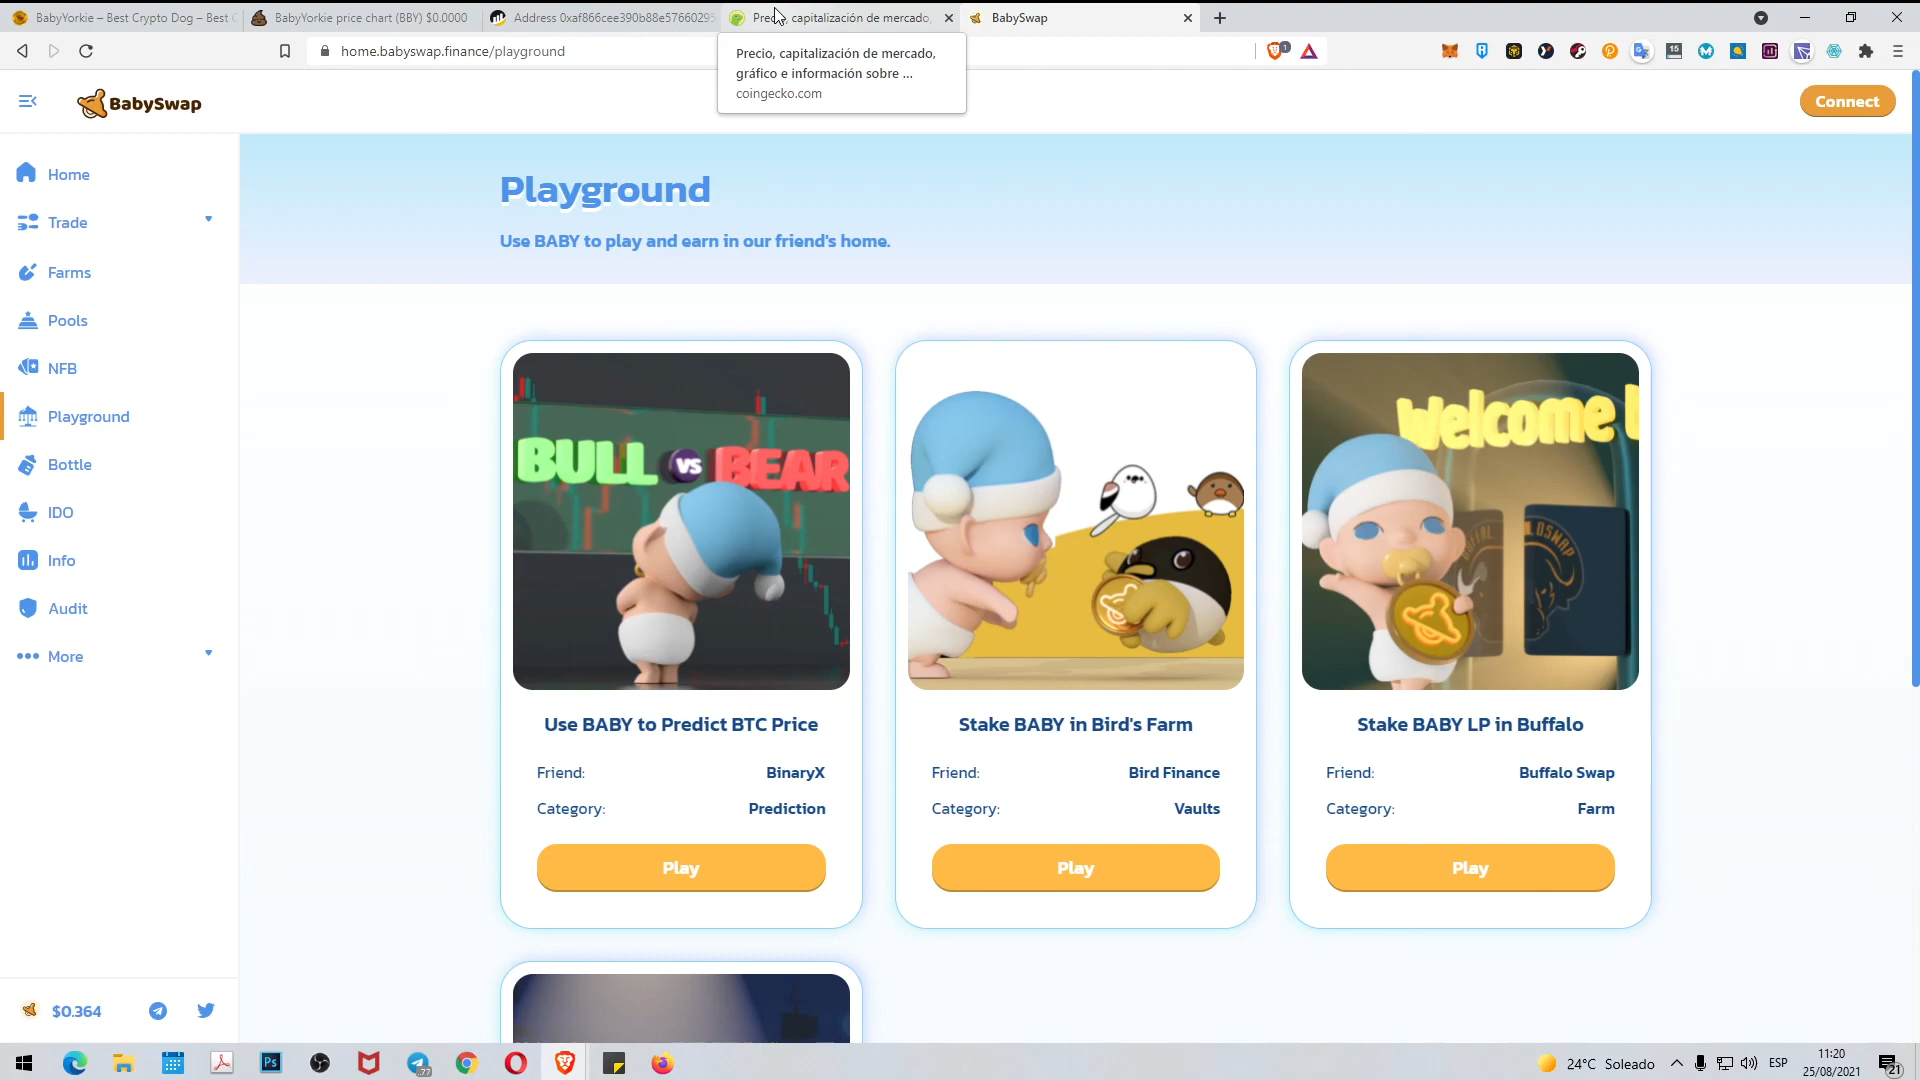 BabyYorkie – Best Crypto Dog – Best C
BabyYorkie price chart (BBY) $0.0000
Address 0xaf866cee390b88e57660295
Precio, capitalización de mercado,
BabySwap
home.babyswap.finance/playground
1
15
Precio, capitalización de mercado,
gráfico e información sobre ...
coingecko.com
BabySwap
Connect
Home
Trade
Farms
Pools
NFB
Playground
Bottle
IDO
Info
Audit
More
$0.364
Playground
Use BABY to play and earn in our friend's home.
BULL VS BEAR
Use BABY to Predict BTC Price
Friend: BinaryX
Category: Prediction
Play
Stake BABY in Bird's Farm
Friend: Bird Finance
Category: Vaults
Play
Welcome
Stake BABY LP in Buffalo
Friend: Buffalo Swap
Category: Farm
Play
Ps
77
24°C Soleado
ESP
11:20
25/08/2021
21